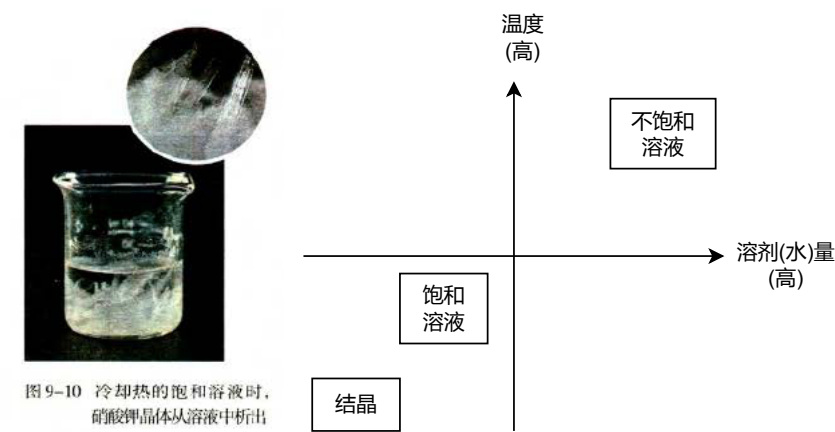 图9-10 冷却热的饱和溶液时，
硝酸钾晶体从溶液中析出
温度
(高)
不饱和
溶液
溶剂(水)量
(高)
饱和
溶液
结晶